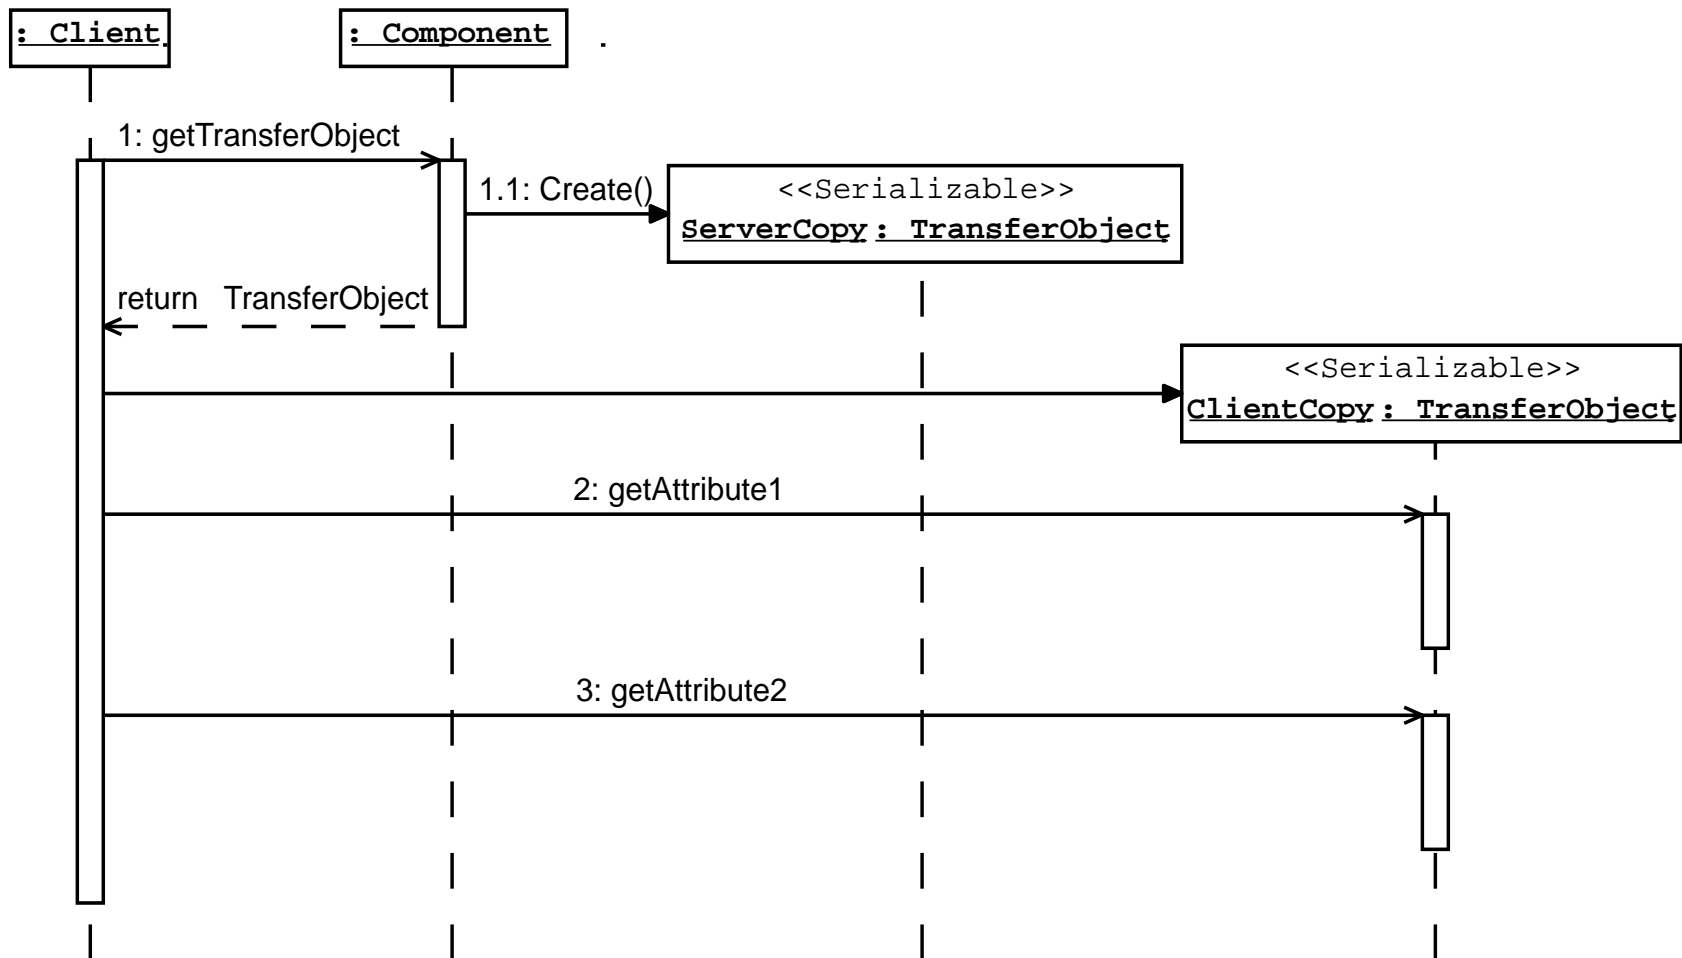 : Client
: Component
1: getTransferObject
1.1: Create()
<<Serializable>>
ServerCopy : TransferObject
return TransferObject
<<Serializable>>
ClientCopy : TransferObject
2: getAttribute1
3: getAttribute2